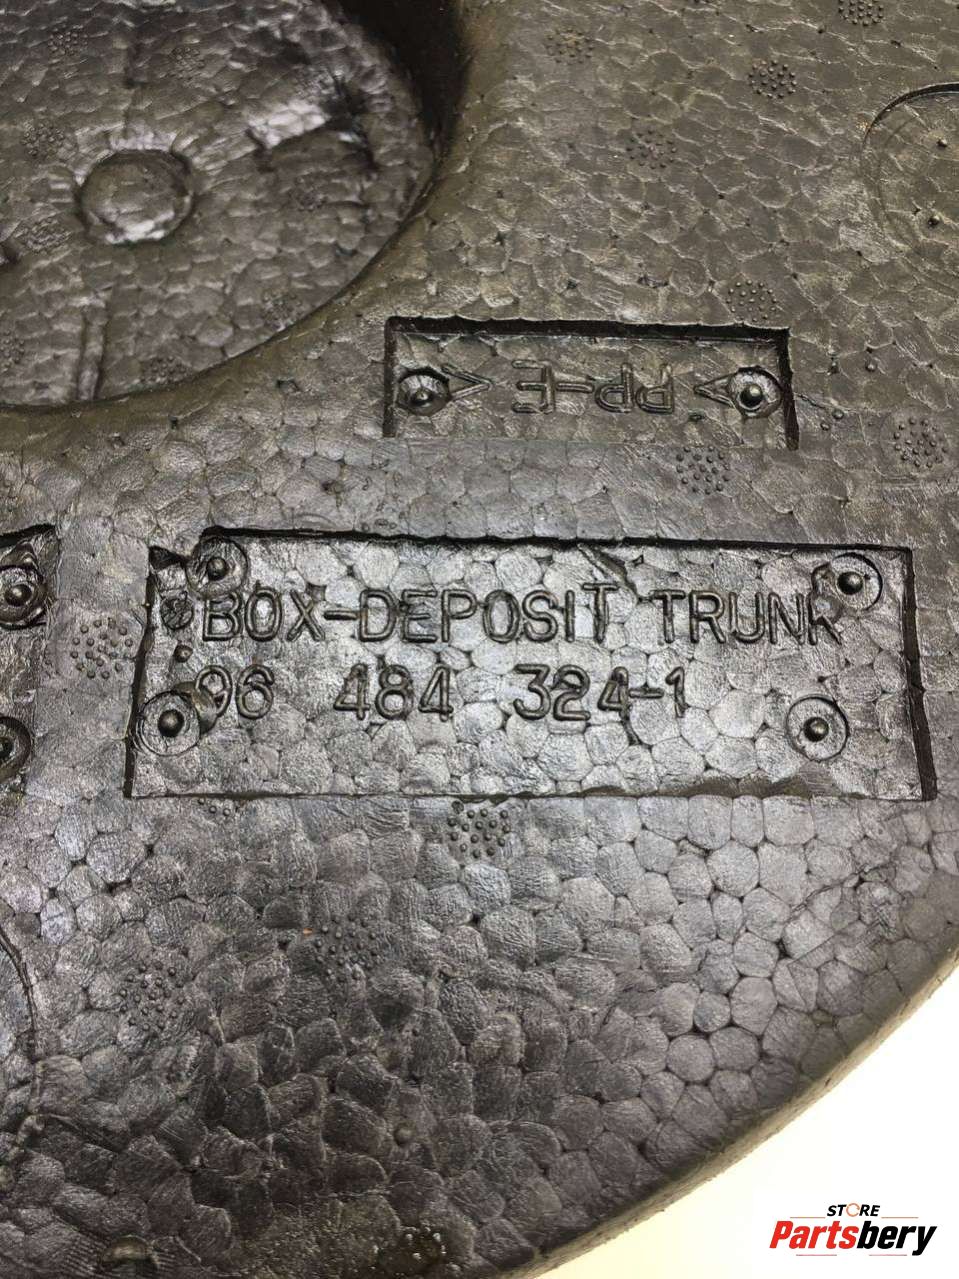 >PP-E<
BOX-DEPOSIT TRUNK
96 484 324-1
STORE
Partsbery